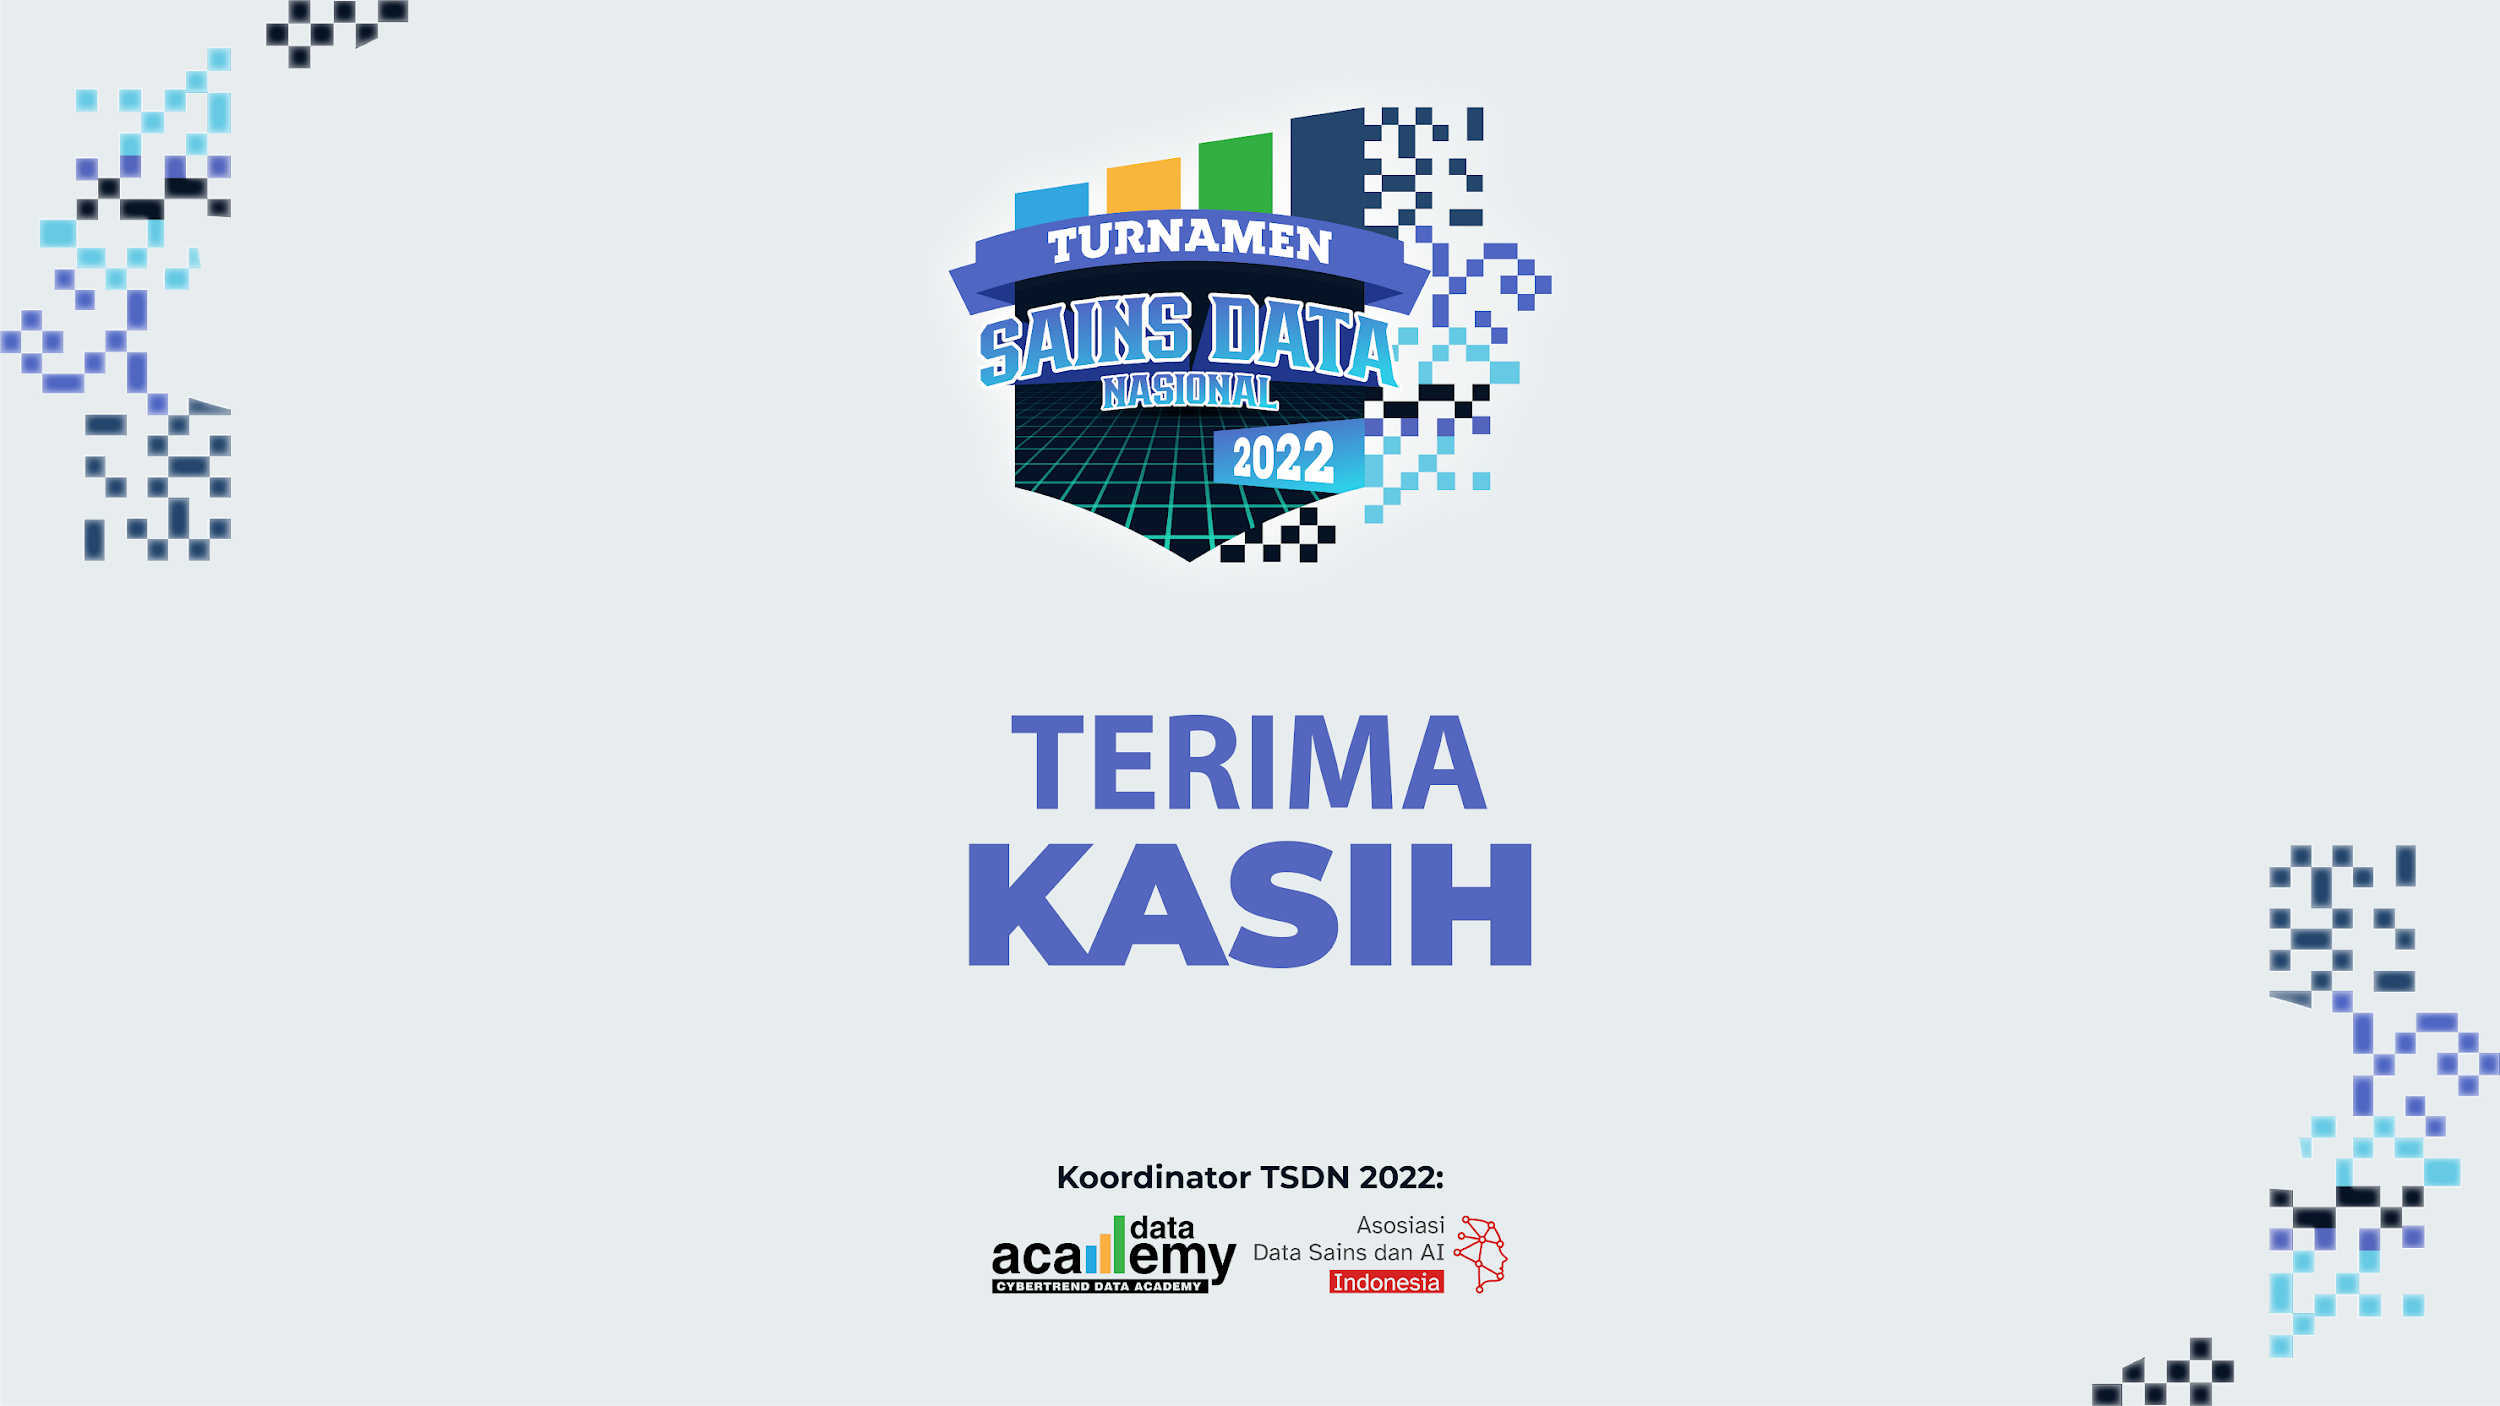 TURNAMEN
SAINS DATA
NASIONAL
2022
TERIMA
KASIH
Koordinator TSDN 2022:
data
academy
CYBERTREND DATA ACADEMY
Asosiasi
Data Sains dan AI
Indonesia